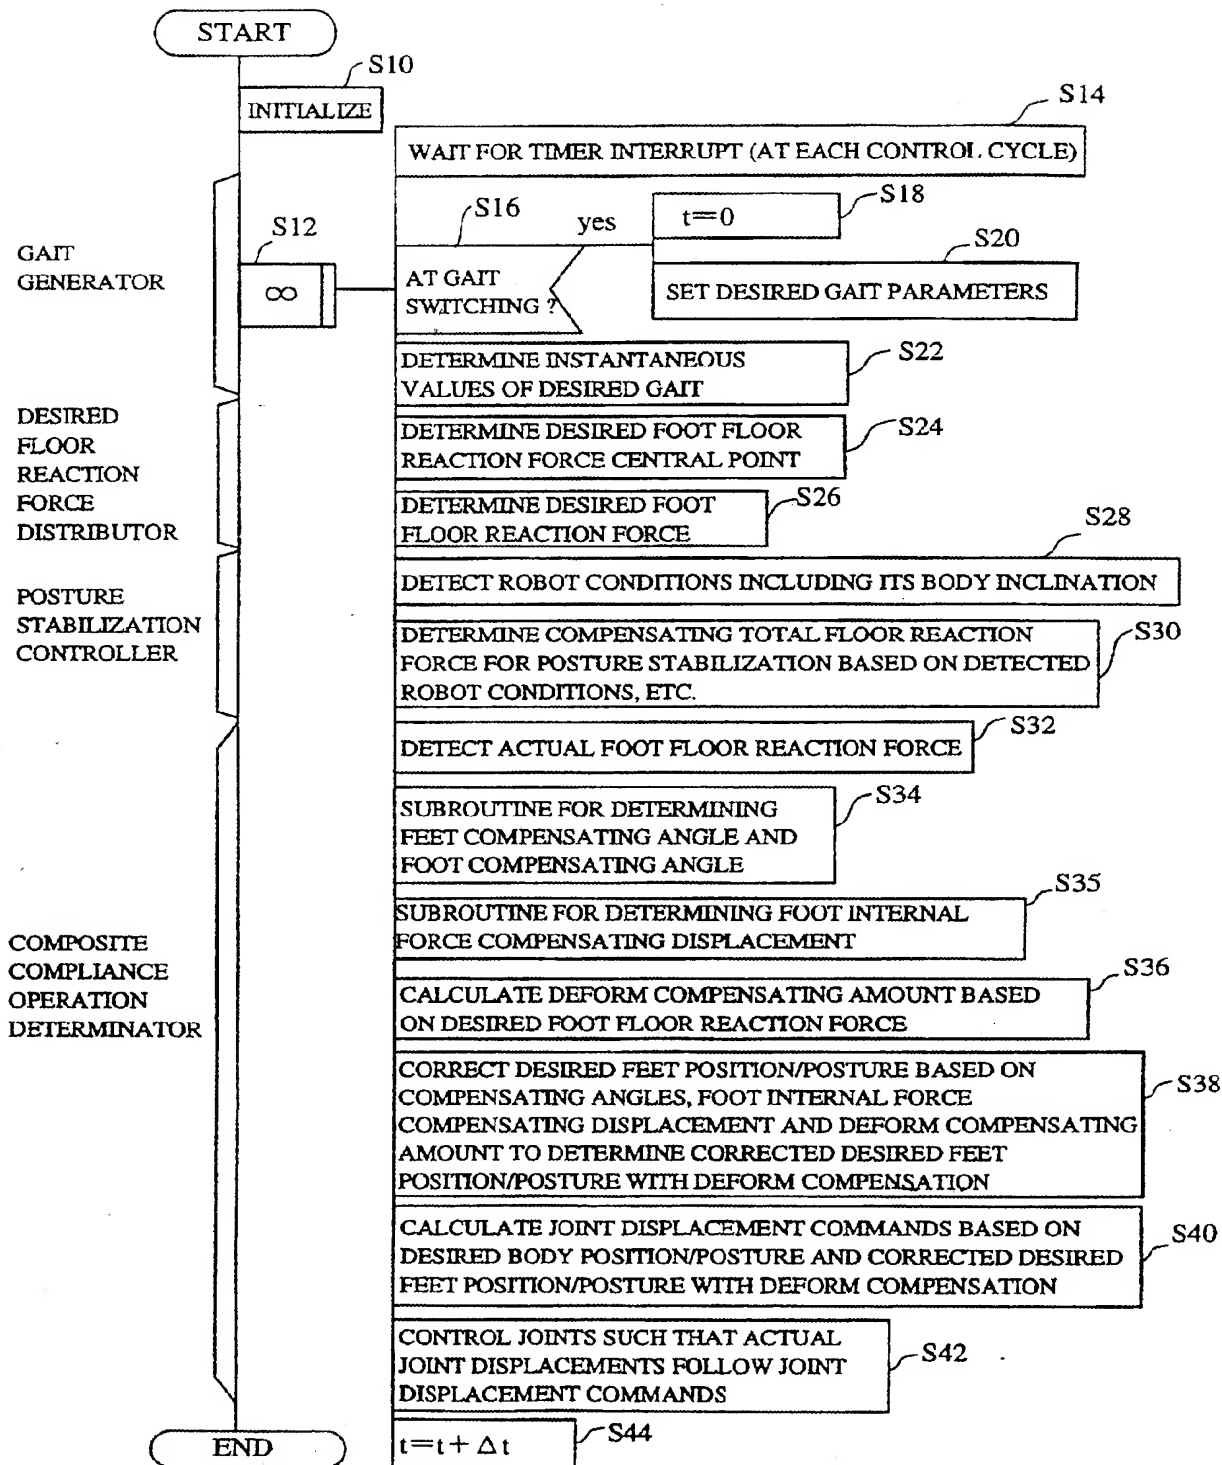 START
S10
INITIALIZE
S14
WAIT FOR TIMER INTERRUPT (AT EACH CONTROL CYCLE)
S18
t=0
S16
yes
S12
S20
GAIT
GENERATOR
∞
AT GAIT
SWITCHING ?
SET DESIRED GAIT PARAMETERS
S22
DETERMINE INSTANTANEOUS
VALUES OF DESIRED GAIT
DESIRED
FLOOR
REACTION
FORCE
DISTRIBUTOR
S24
DETERMINE DESIRED FOOT FLOOR
REACTION FORCE CENTRAL POINT
S26
DETERMINE DESIRED FOOT
FLOOR REACTION FORCE
S28
DETECT ROBOT CONDITIONS INCLUDING ITS BODY INCLINATION
POSTURE
STABILIZATION
CONTROLLER
S30
DETERMINE COMPENSATING TOTAL FLOOR REACTION
FORCE FOR POSTURE STABILIZATION BASED ON DETECTED
ROBOT CONDITIONS, ETC.
S32
DETECT ACTUAL FOOT FLOOR REACTION FORCE
S34
SUBROUTINE FOR DETERMINING
FEET COMPENSATING ANGLE AND
FOOT COMPENSATING ANGLE
S35
SUBROUTINE FOR DETERMINING FOOT INTERNAL
FORCE COMPENSATING DISPLACEMENT
COMPOSITE
COMPLIANCE
OPERATION
DETERMINATOR
S36
CALCULATE DEFORM COMPENSATING AMOUNT BASED
ON DESIRED FOOT FLOOR REACTION FORCE
S38
CORRECT DESIRED FEET POSITION/POSTURE BASED ON
COMPENSATING ANGLES, FOOT INTERNAL FORCE
COMPENSATING DISPLACEMENT AND DEFORM COMPENSATING
AMOUNT TO DETERMINE CORRECTED DESIRED FEET
POSITION/POSTURE WITH DEFORM COMPENSATION
S40
CALCULATE JOINT DISPLACEMENT COMMANDS BASED ON
DESIRED BODY POSITION/POSTURE AND CORRECTED DESIRED
FEET POSITION/POSTURE WITH DEFORM COMPENSATION
S42
CONTROL JOINTS SUCH THAT ACTUAL
JOINT DISPLACEMENTS FOLLOW JOINT
DISPLACEMENT COMMANDS
S44
t=t+Δt
END